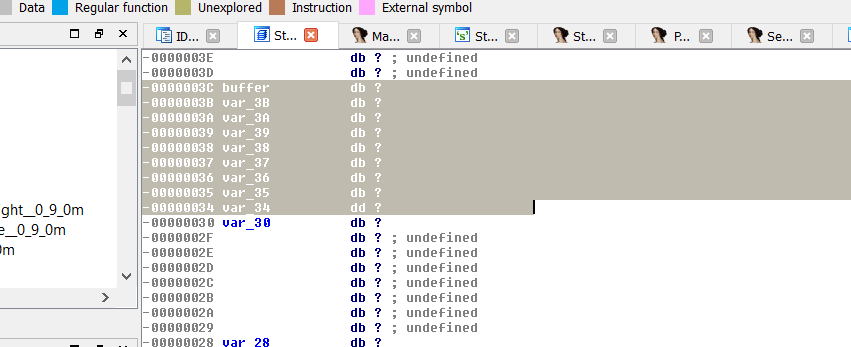 Data Regular function Unexplored Instruction External symbol
ID... St... Ma... 's' St... St... P... Se...
-0000003E db ? ; undefined
-0000003D db ? ; undefined
-0000003C buffer db ?
-0000003B var_3B db ?
-0000003A var_3A db ?
-00000039 var_39 db ?
-00000038 var_38 db ?
-00000037 var_37 db ?
-00000036 var_36 db ?
-00000035 var_35 db ?
-00000034 var_34 dd ?
-00000030 var_30 db ?
-0000002F db ? ; undefined
-0000002E db ? ; undefined
-0000002D db ? ; undefined
-0000002C db ? ; undefined
-0000002B db ? ; undefined
-0000002A db ? ; undefined
-00000029 db ? ; undefined
-00000028 var_28 db ?
ght__0_9_0m
e__0_9_0m
0m